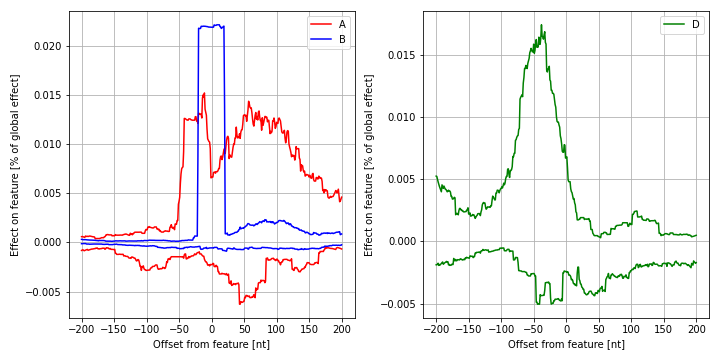 A
B
0.020
0.015
0.010
0.005
0.000
−0.005
Effect on feature [% of global effect]
−200 −150 −100 −50 0 50 100 150 200
Offset from feature [nt]
D
0.015
0.010
0.005
0.000
−0.005
Effect on feature [% of global effect]
−200 −150 −100 −50 0 50 100 150 200
Offset from feature [nt]